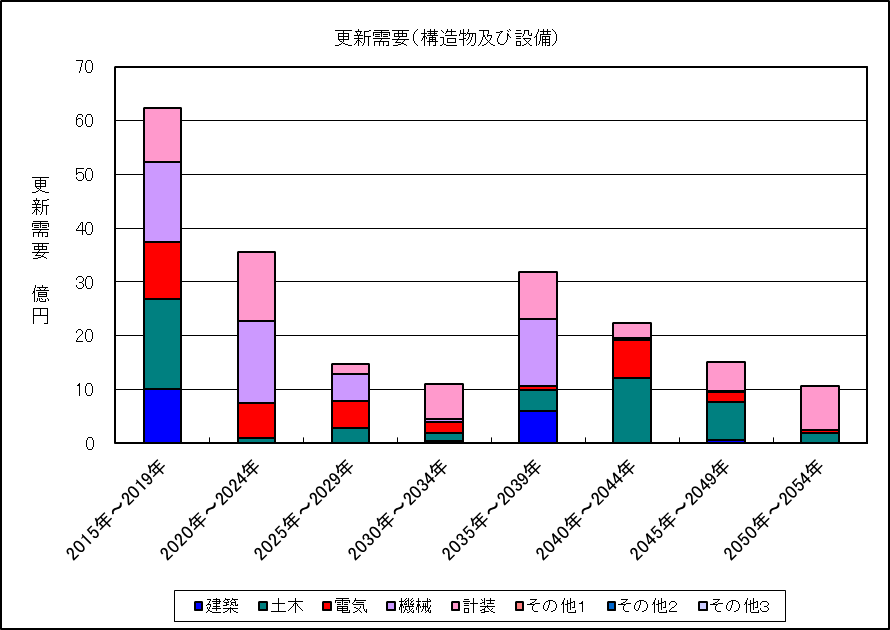 更新需要(構造物及び設備)
70
60
50
40
30
20
10
0
更新需要 億円
2015年～2019年
2020年～2024年
2025年～2029年
2030年～2034年
2035年～2039年
2040年～2044年
2045年～2049年
2050年～2054年
建築 土木 電気 機械 計装 その他1 その他2 その他3